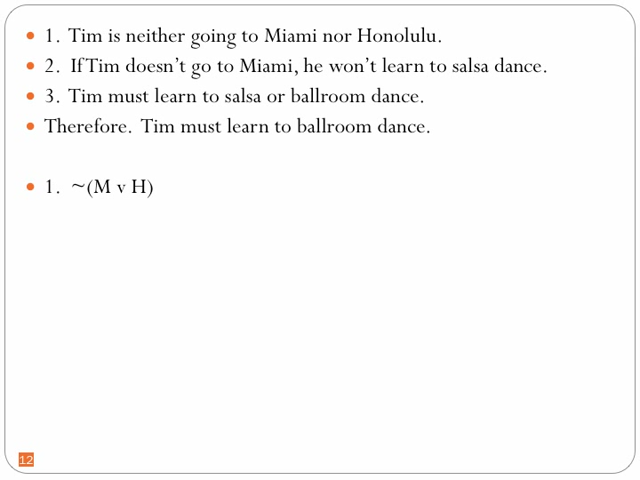 1. Tim is neither going to Miami nor Honolulu.
2. If Tim doesn't go to Miami, he won't learn to salsa dance.
3. Tim must learn to salsa or ballroom dance.
Therefore. Tim must learn to ballroom dance.
1. ~(M v H)
12